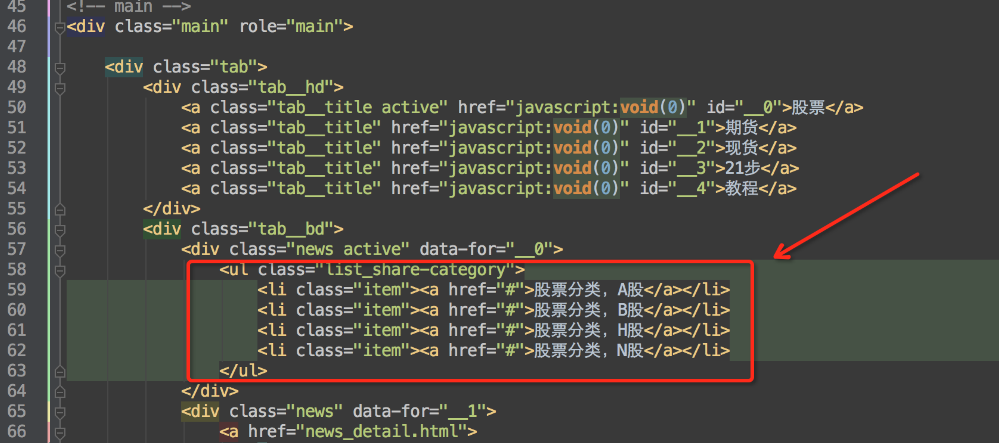 45 <!-- main -->
46 <div class="main" role="main">
47
48 <div class="tab">
49 <div class="tab__hd">
50 <a class="tab__title active" href="javascript:void(0)" id="__0">股票</a>
51 <a class="tab__title" href="javascript:void(0)" id="__1">期货</a>
52 <a class="tab__title" href="javascript:void(0)" id="__2">现货</a>
53 <a class="tab__title" href="javascript:void(0)" id="__3">21步</a>
54 <a class="tab__title" href="javascript:void(0)" id="__4">教程</a>
55 </div>
56 <div class="tab__bd">
57 <div class="news active" data-for="__0">
58 <ul class="list_share-category">
59 <li class="item"><a href="#">股票分类，A股</a></li>
60 <li class="item"><a href="#">股票分类，B股</a></li>
61 <li class="item"><a href="#">股票分类，H股</a></li>
62 <li class="item"><a href="#">股票分类，N股</a></li>
63 </ul>
64 </div>
65 <div class="news" data-for="__1">
66 <a href="news_detail.html">